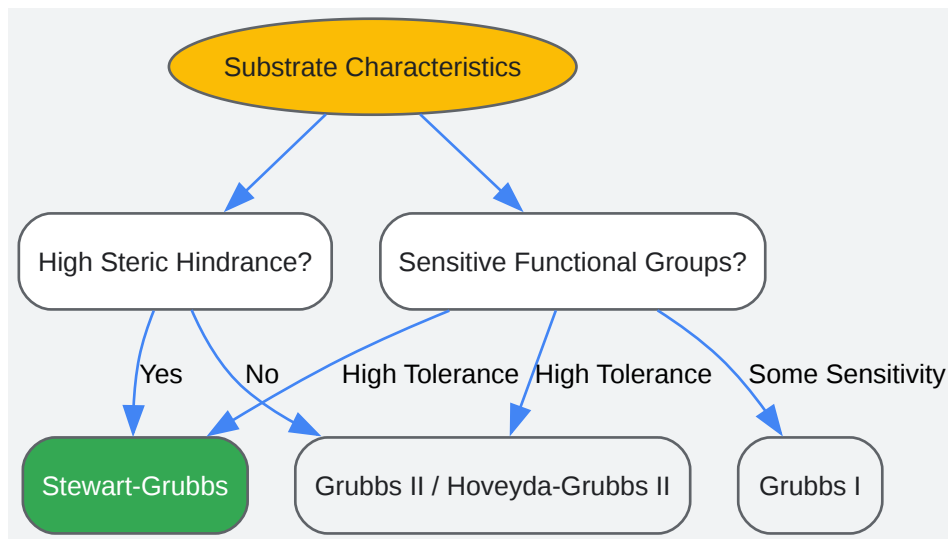 Substrate Characteristics
High Steric Hindrance?
Sensitive Functional Groups?
Yes
No
High Tolerance
High Tolerance
Some Sensitivity
Stewart-Grubbs
Grubbs II / Hoveyda-Grubbs II
Grubbs I